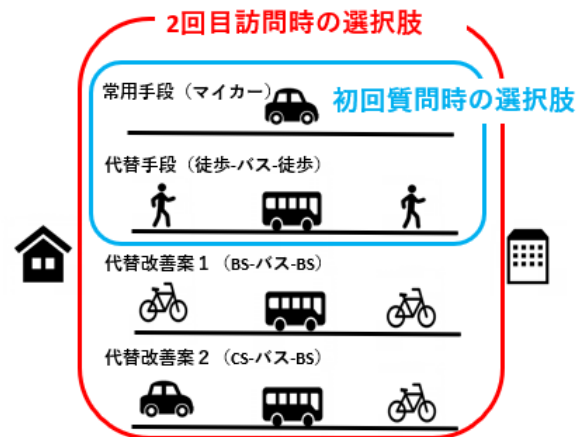 2回目訪問時の選択肢
常用手段（マイカー）
初回質問時の選択肢
代替手段（徒歩-バス-徒歩）
代替改善案１（BS-バス-BS）
代替改善案２（CS-バス-BS）